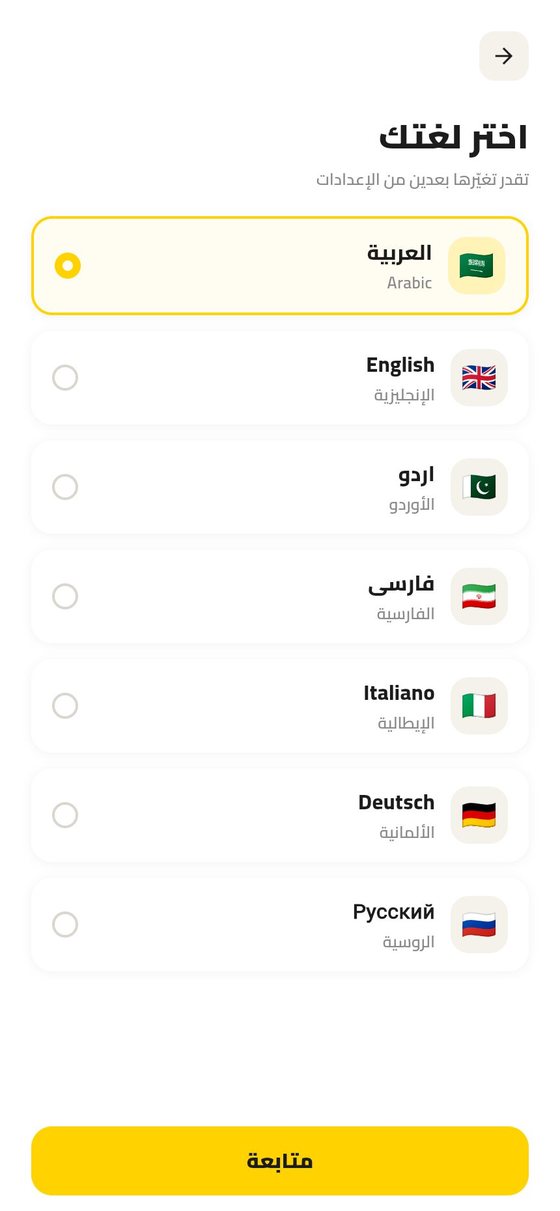 اختر لغتك
تقدر تغيّرها بعدين من الإعدادات
العربية
Arabic
English
الإنجليزية
اردو
الأوردو
فارسی
الفارسية
Italiano
الإيطالية
Deutsch
الألمانية
Русский
الروسية
متابعة